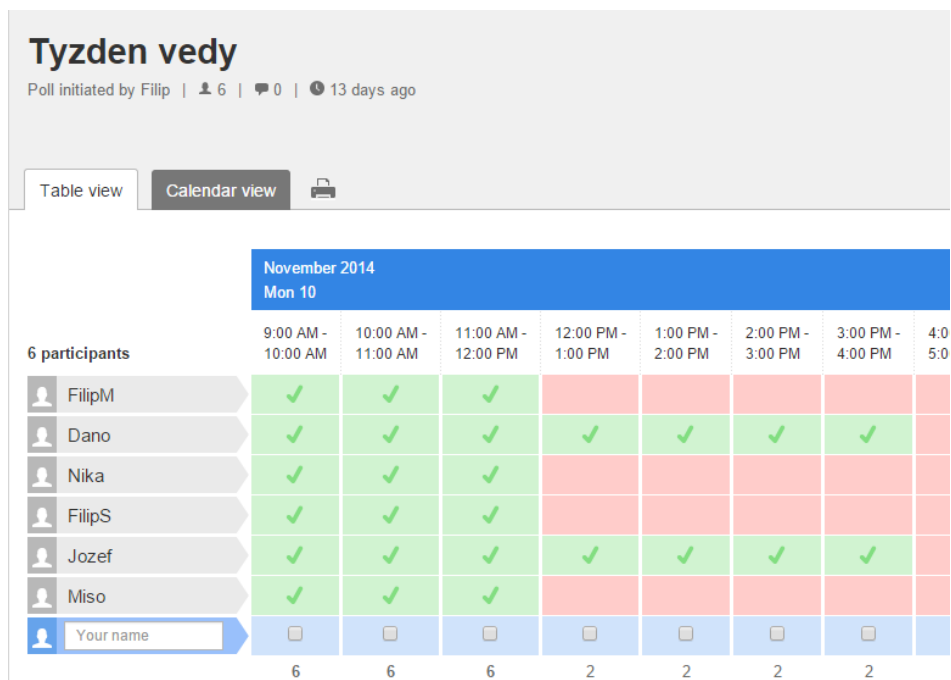 Tyzden vedy
Poll initiated by Filip | 6 | 0 | 13 days ago
Table view Calendar view
November 2014
Mon 10
9:00 AM - 10:00 AM - 11:00 AM - 12:00 PM - 1:00 PM - 2:00 PM - 3:00 PM - 4:0
6 participants 10:00 AM 11:00 AM 12:00 PM 1:00 PM 2:00 PM 3:00 PM 4:00 PM 5:0
FilipM
Dano
Nika
FilipS
Jozef
Miso
Your name
6 6 6 2 2 2 2